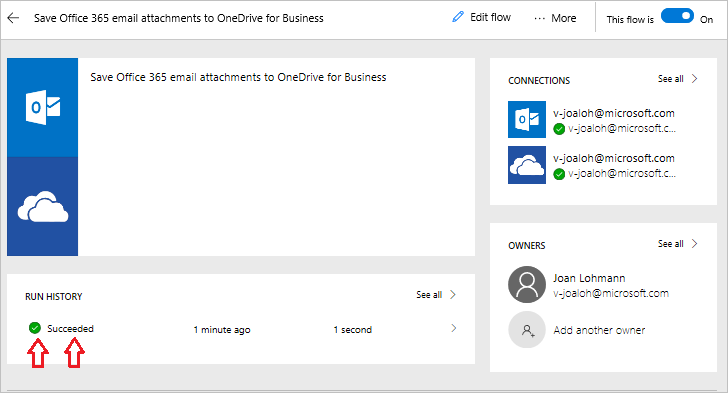 Save Office 365 email attachments to OneDrive for Business
Edit flow
··· More
This flow is
On
Save Office 365 email attachments to OneDrive for Business
CONNECTIONS
See all
v-joaloh@microsoft.com
v-joaloh@microsoft.c...
v-joaloh@microsoft.com
v-joaloh@microsoft.c...
OWNERS
See all
Joan Lohmann
v-joaloh@microsoft.com
Add another owner
RUN HISTORY
See all
Succeeded
1 minute ago
1 second